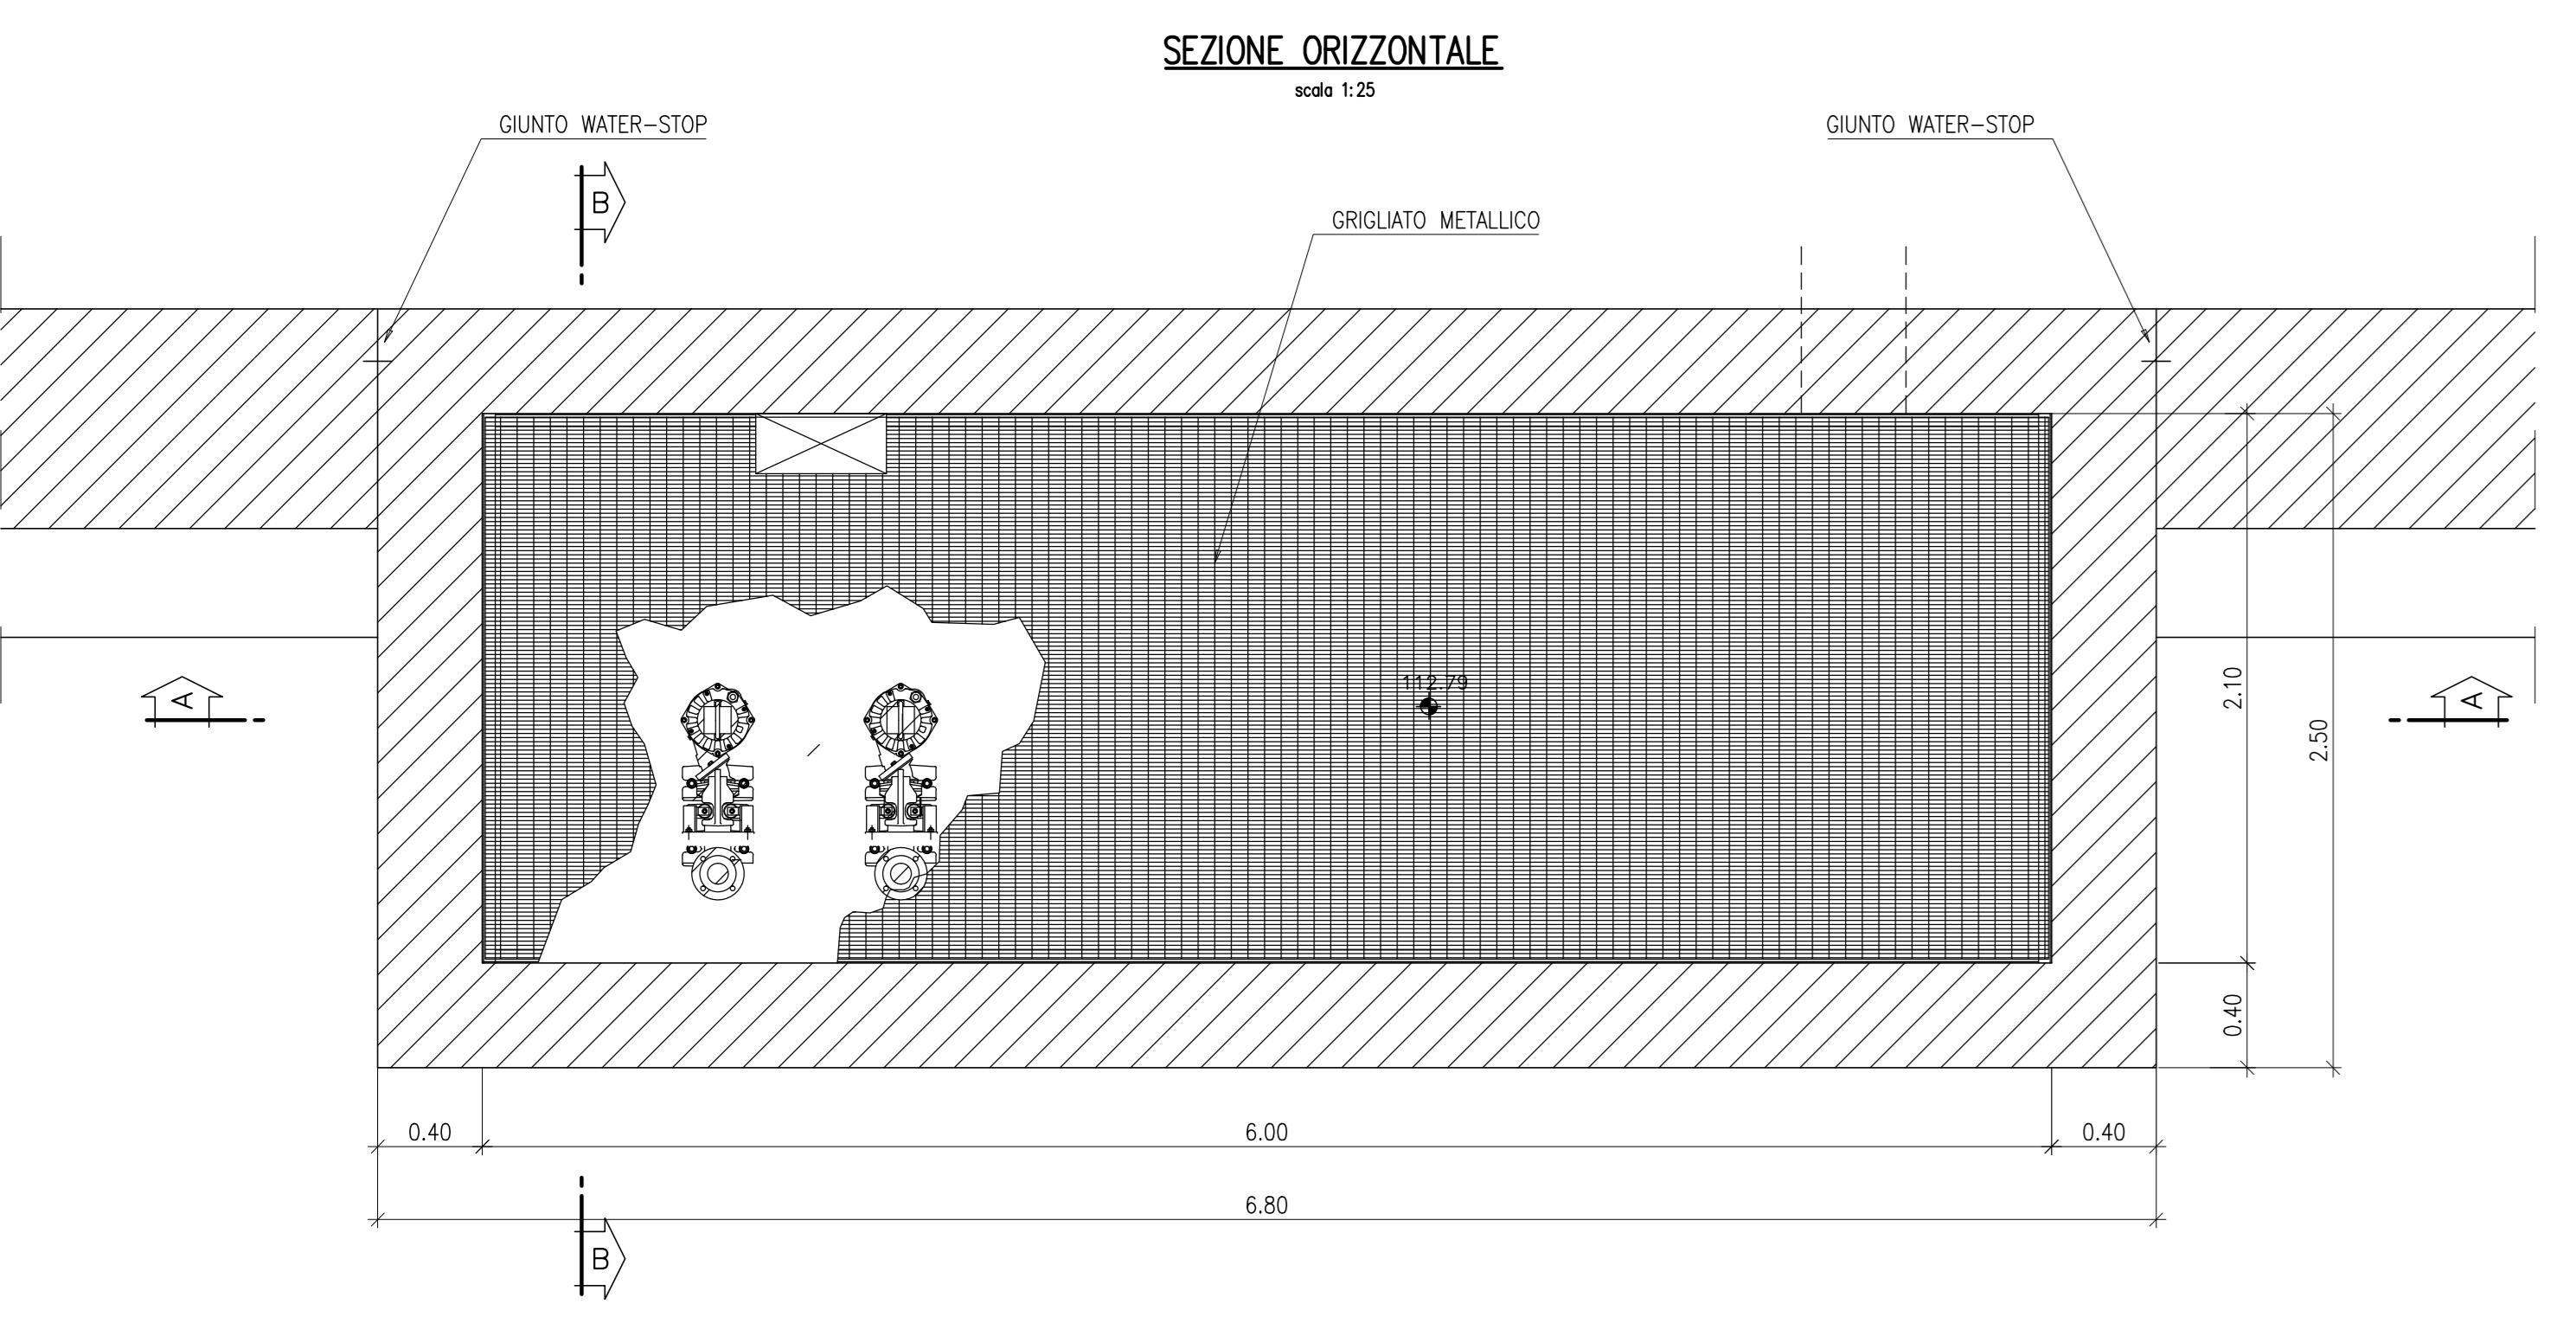 SEZIONE ORIZZONTALE
scala 1:25
GIUNTO WATER-STOP
GIUNTO WATER-STOP
B
GRIGLIATO METALLICO
112.79
A
A
2.10
2.50
0.40
0.40
6.00
0.40
6.80
B